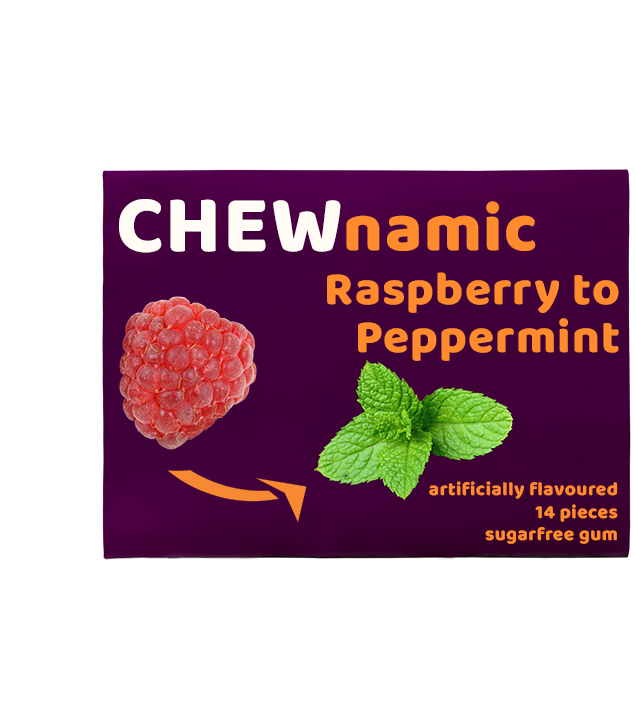 CHEWnamic
Raspberry to
Peppermint
artificially flavoured
14 pieces
sugarfree gum